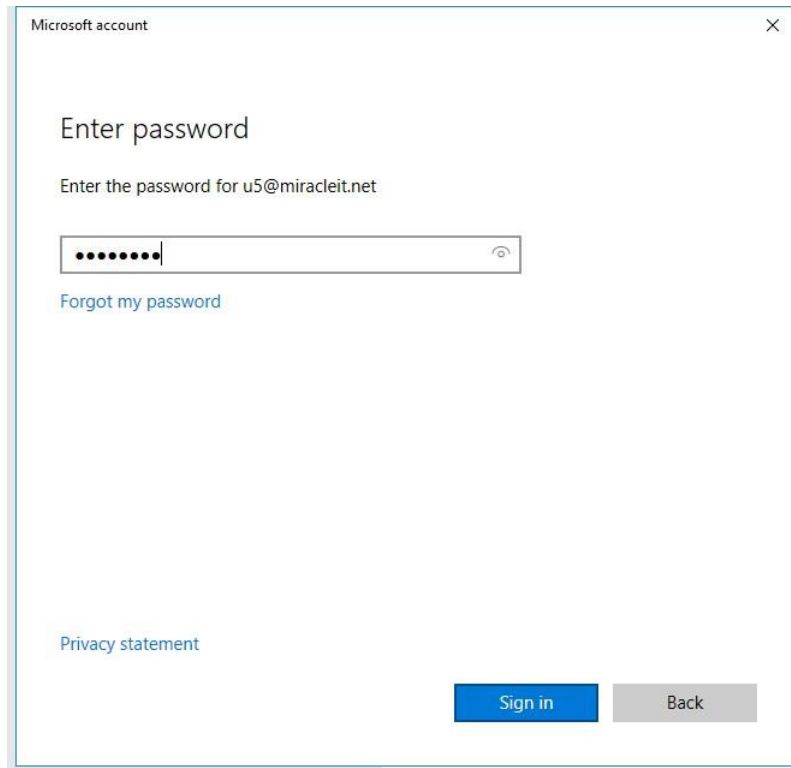 Microsoft account
Enter password
Enter the password for u5@miracleit.net
••••••••
Forgot my password
Privacy statement
Sign in
Back